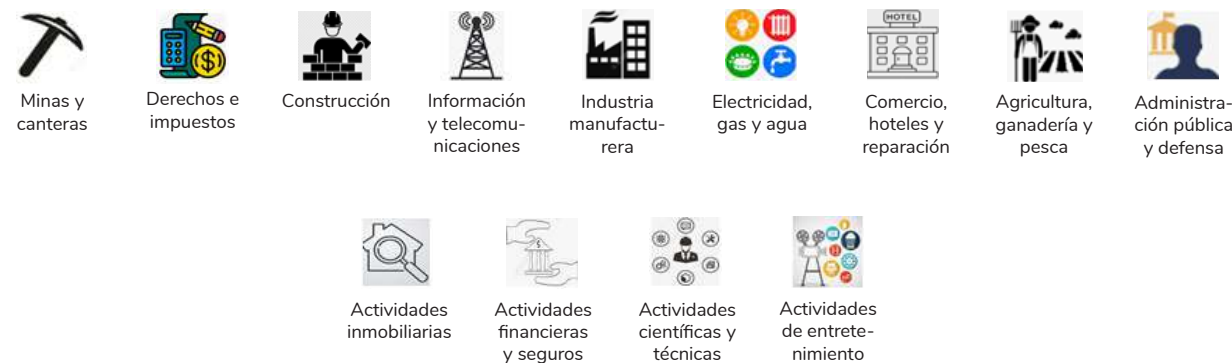 HOTEL
Minas y
canteras
Derechos e
impuestos
Construcción
Información
y telecomu-
nicaciones
Industria
manufactu-
rera
Electricidad,
gas y agua
Comercio,
hoteles y
reparación
Agricultura,
ganadería y
pesca
Administra-
ción pública
y defensa
Actividades
inmobiliarias
Actividades
financieras
y seguros
Actividades
científicas y
técnicas
Actividades
de entrete-
nimiento